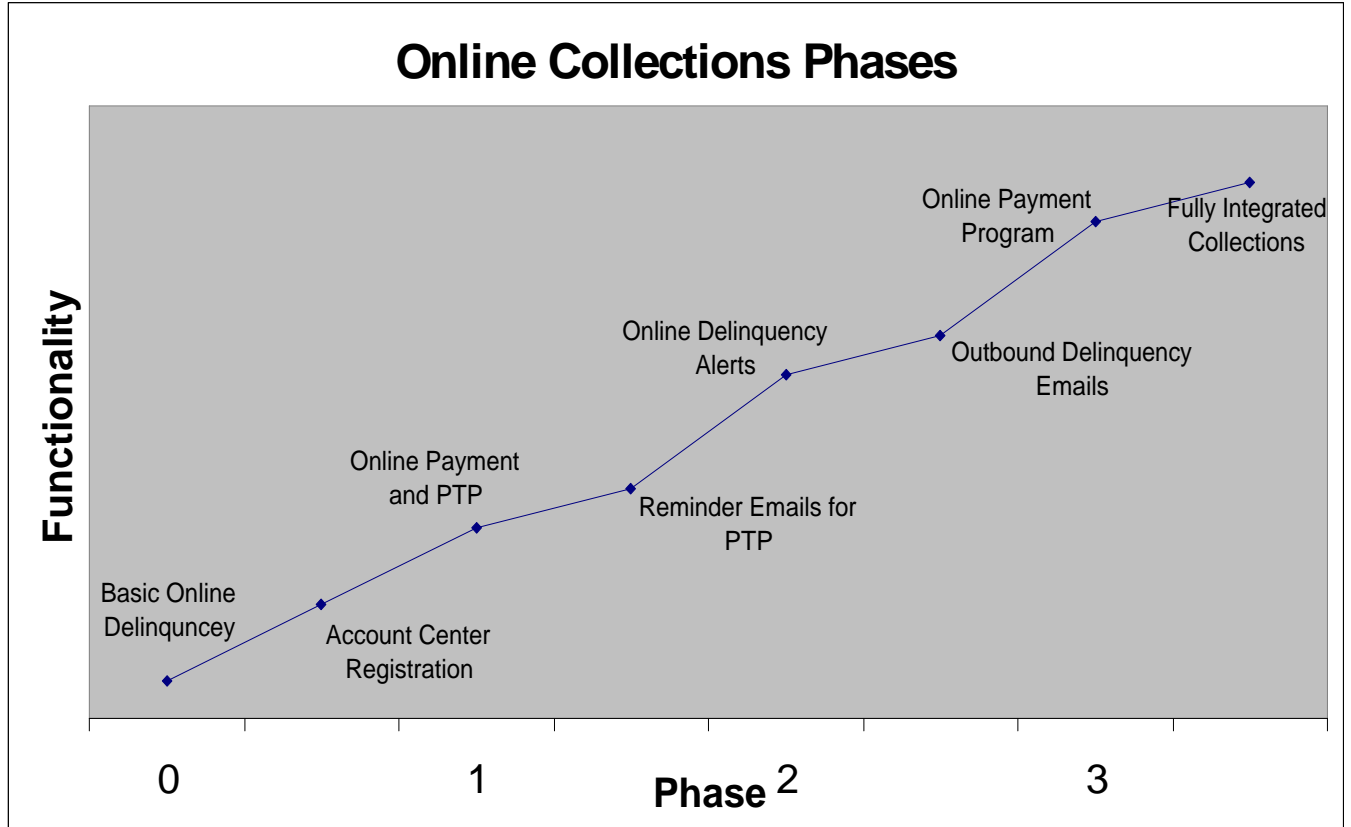 Online Collections Phases
Functionality
Online Payment
Program
Fully Integrated
Collections
Online Delinquency
Alerts
Outbound Delinquency
Emails
Online Payment
and PTP
Reminder Emails for
PTP
Basic Online
Delinquncey
Account Center
Registration
0 1 2 3
Phase